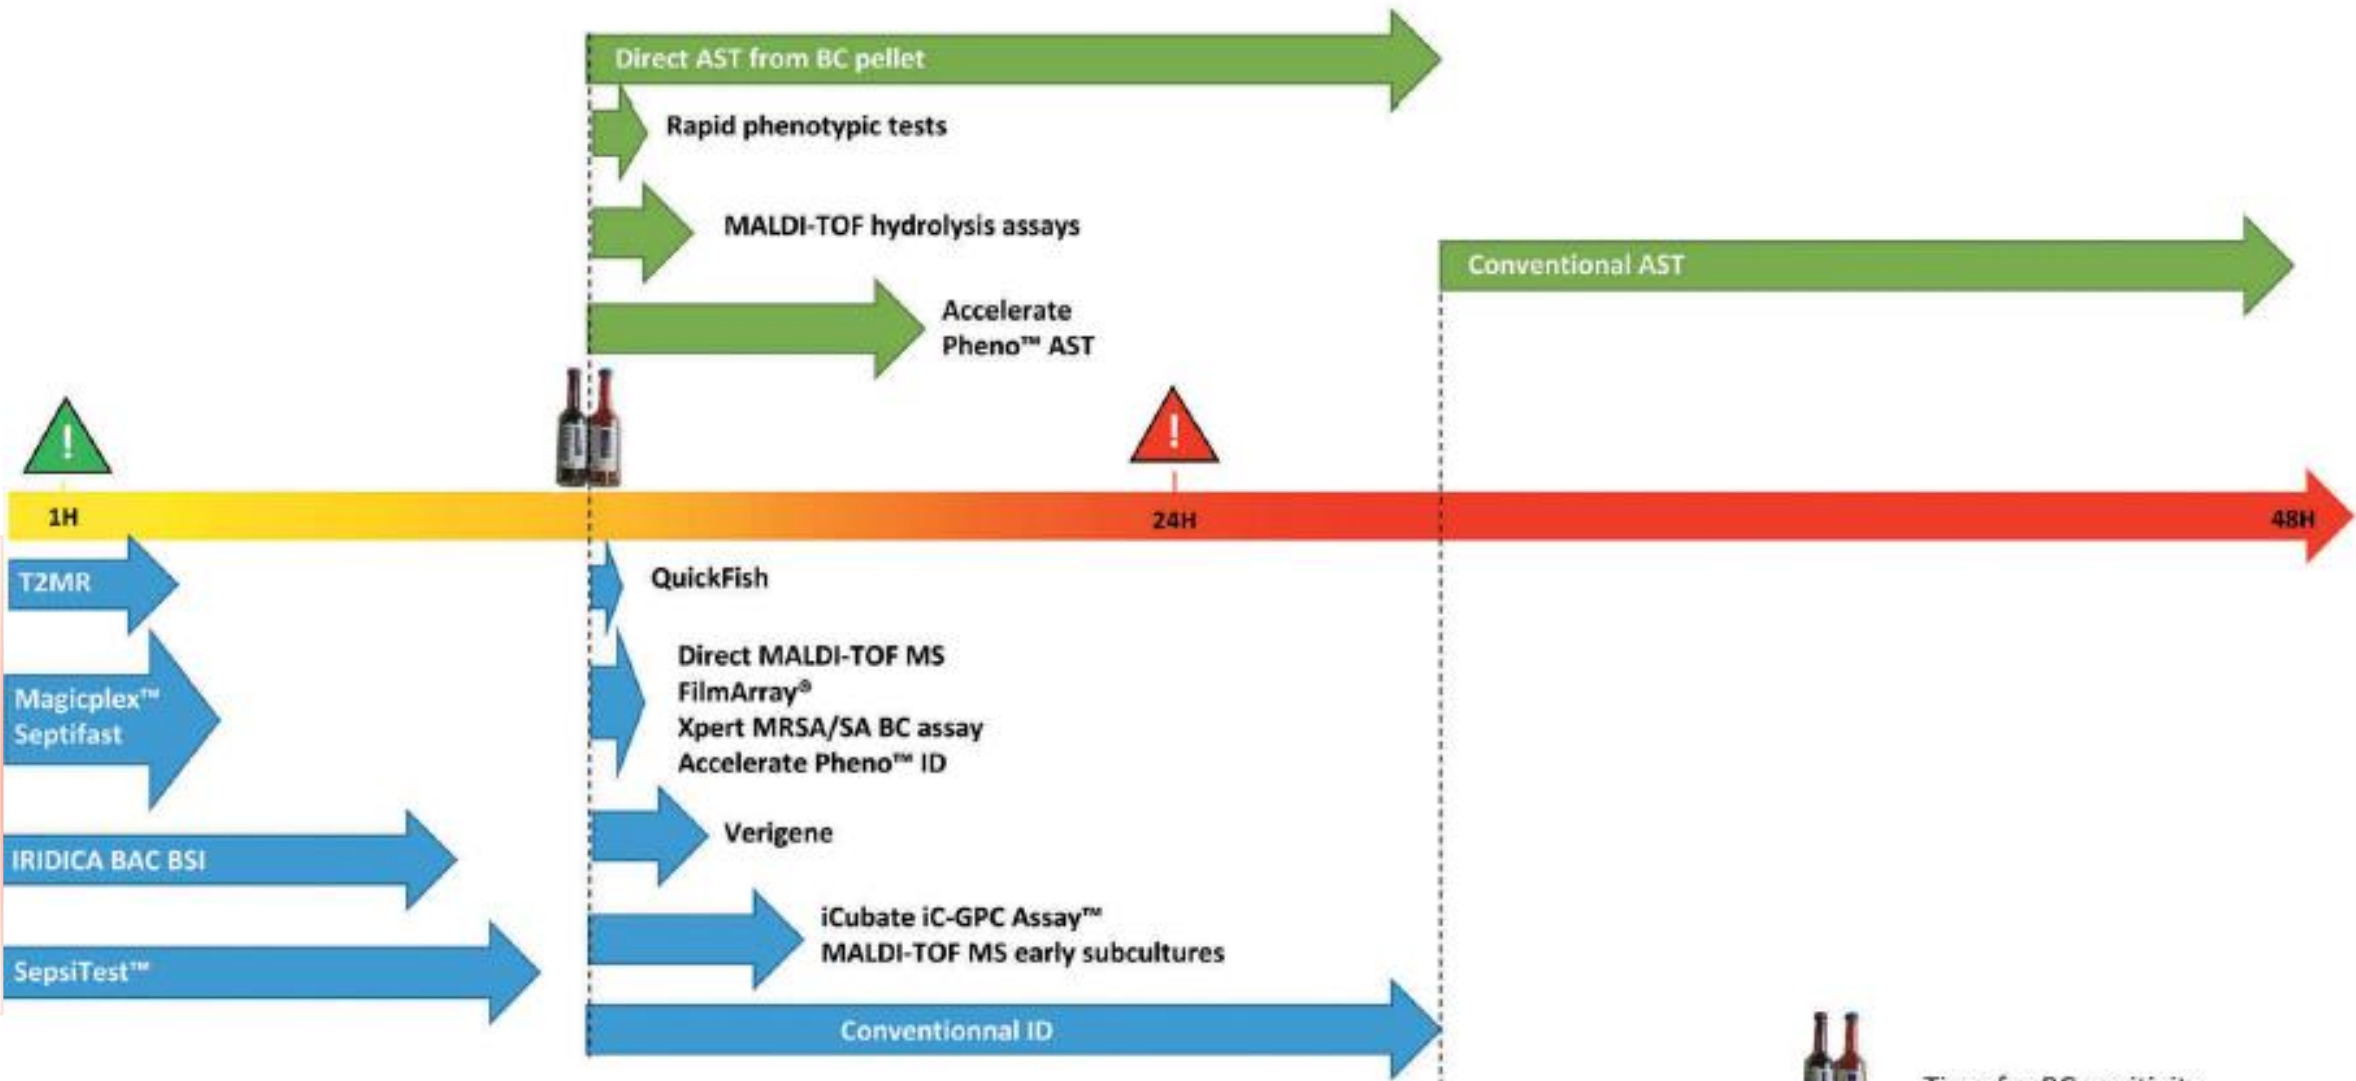 Direct AST from BC pellet
Rapid phenotypic tests
MALDI-TOF hydrolysis assays
Conventional AST
Accelerate
Pheno™ AST
!
!
1H
24H
48H
T2MR
QuickFish
Direct MALDI-TOF MS
FilmArray®
Xpert MRSA/SA BC assay
Accelerate Pheno™ ID
Magicplex™
Septifast
Verigene
IRIDICA BAC BSI
iCubate iC-GPC Assay™
MALDI-TOF MS early subcultures
SepsiTest™
Conventionnal ID